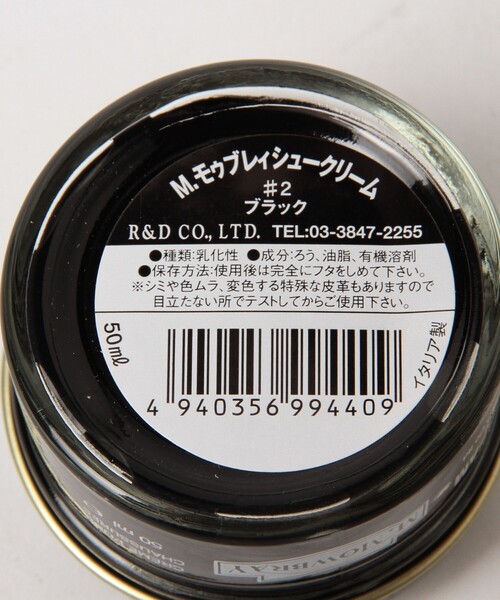 M.モゥブレィシュークリーム
#2
ブラック
R&D CO., LTD. TEL:03-3847-2255
●種類:乳化性 ●成分:ろう、油脂、有機溶剤
●保存方法:使用後は完全にフタをしめて下さい。
※シミや色ムラ、変色する特殊な皮革もありますので
目立たない所でテストしてからご使用下さい。
50ml
イタリア製
4 940356 994409
M.MOWBRAY
50 ml e